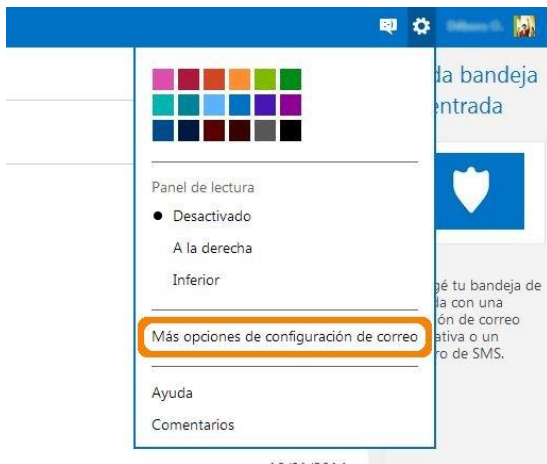 da bandeja
entrada
Panel de lectura
Desactivado
A la derecha
Inferior
gé tu bandeja de
da con una
ón de correo
Más opciones de configuración de correo
ativa o un
ro de SMS.
Ayuda
Comentarios